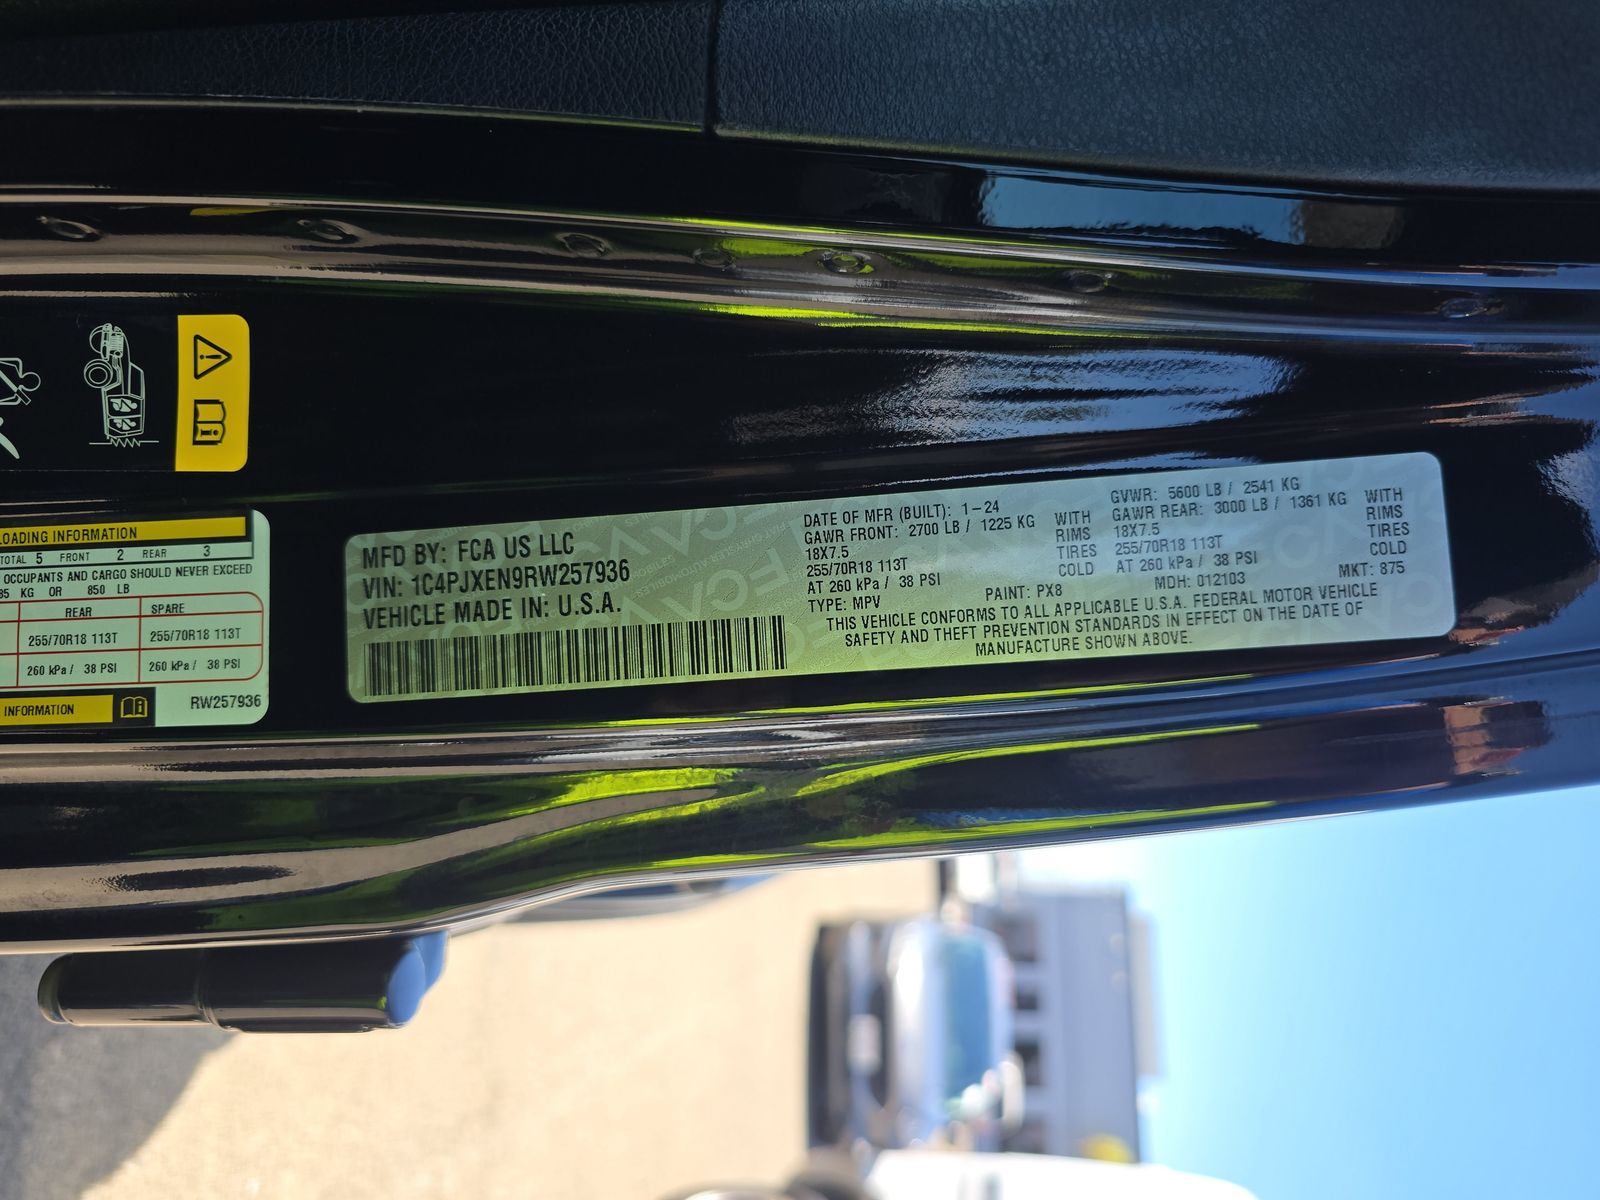 LOADING INFORMATION
TOTAL 5 FRONT 2 REAR 3
OCCUPANTS AND CARGO SHOULD NEVER EXCEED
KG OR 850 LB
REAR SPARE
255/70R18 113T 255/70R18 113T
260 kPa / 38 PSI 260 kPa / 38 PSI
INFORMATION
RW257936
MFD BY: FCA US LLC
VIN: 1C4PJXEN9RW257936
VEHICLE MADE IN: U.S.A.
DATE OF MFR (BUILT): 1-24 GVWR: 5600 LB / 2541 KG
GAWR FRONT: 2700 LB / 1225 KG WITH GAWR REAR: 3000 LB / 1361 KG WITH
18X7.5 RIMS 18X7.5 RIMS
255/70R18 113T TIRES 255/70R18 113T TIRES
AT 260 kPA / 38 PSI COLD AT 260 kPA / 38 PSI COLD
TYPE: MPV PAINT: PX8 MDH: 012103 MKT: 875
THIS VEHICLE CONFORMS TO ALL APPLICABLE U.S.A. FEDERAL MOTOR VEHICLE
SAFETY AND THEFT PREVENTION STANDARDS IN EFFECT ON THE DATE OF
MANUFACTURE SHOWN ABOVE.